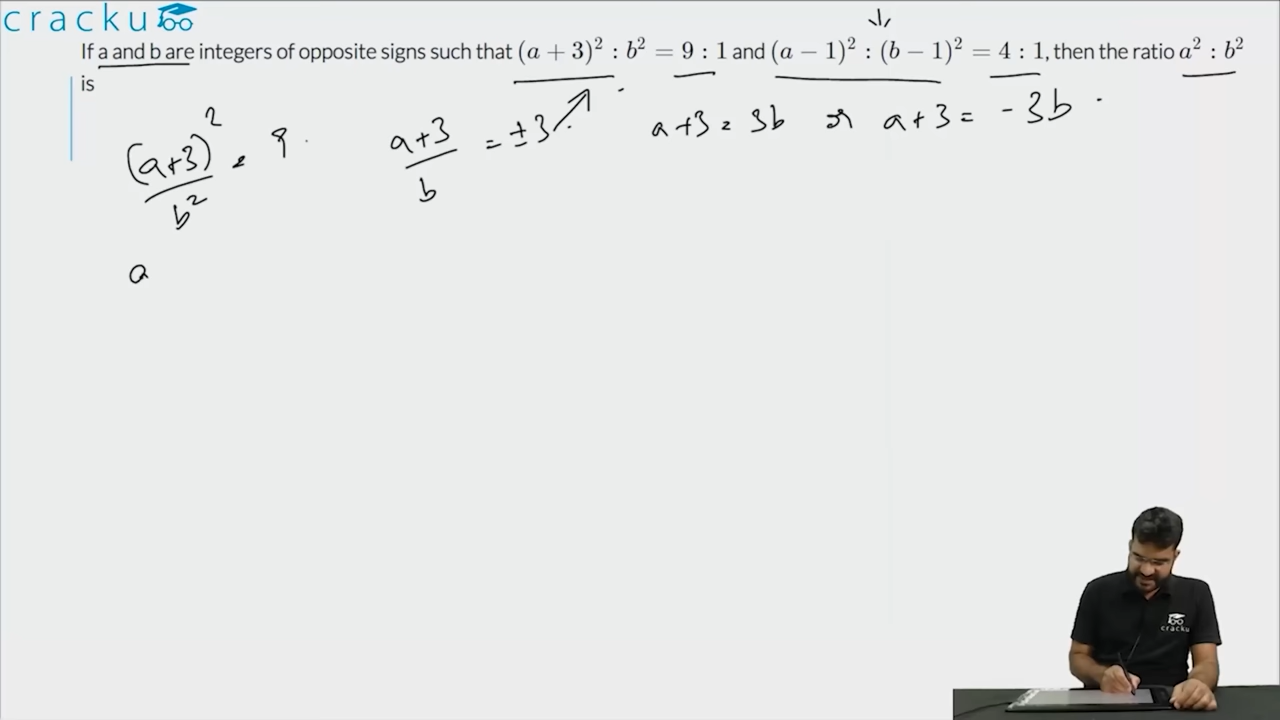 cracku
If a and b are integers of opposite signs such that (a + 3)² : b² = 9 : 1 and (a − 1)² : (b − 1)² = 4 : 1, then the ratio a² : b²
is
(a+3)² / b² = 9 a+3 / b = ±3 a+3 = 3b or a+3 = -3b
a
cracku